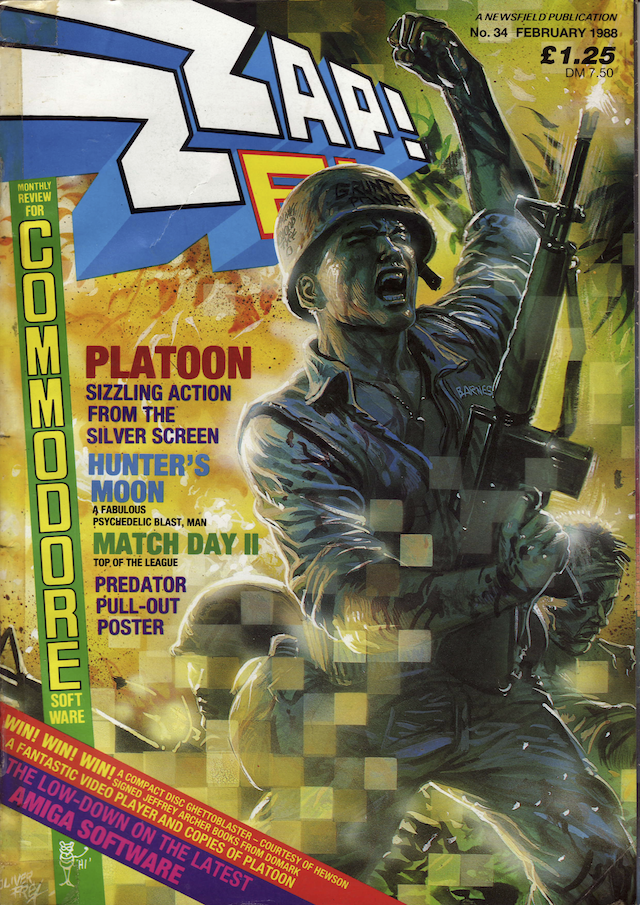 A NEWSFIELD PUBLICATION
No. 34 FEBRUARY 1988
£1.25
DM 7.50
ZZAP!
MONTHLY
REVIEW
FOR
COMMODORE
SOFT
WARE
GRUNT
BARNES
PLATOON
SIZZLING ACTION
FROM THE
SILVER SCREEN
HUNTER'S
MOON
A FABULOUS
PSYCHEDELIC BLAST, MAN
MATCH DAY II
TOP OF THE LEAGUE
PREDATOR
PULL-OUT
POSTER
WIN! WIN! WIN! A COMPACT DISC GHETTOBLASTER – COURTESY OF HEWSON
SIGNED JEFFREY ARCHER BOOKS FROM DOMARK
A FANTASTIC VIDEO PLAYER AND COPIES OF PLATOON
THE LOW-DOWN ON THE LATEST
AMIGA SOFTWARE
'HI'
OLIVER
FREY